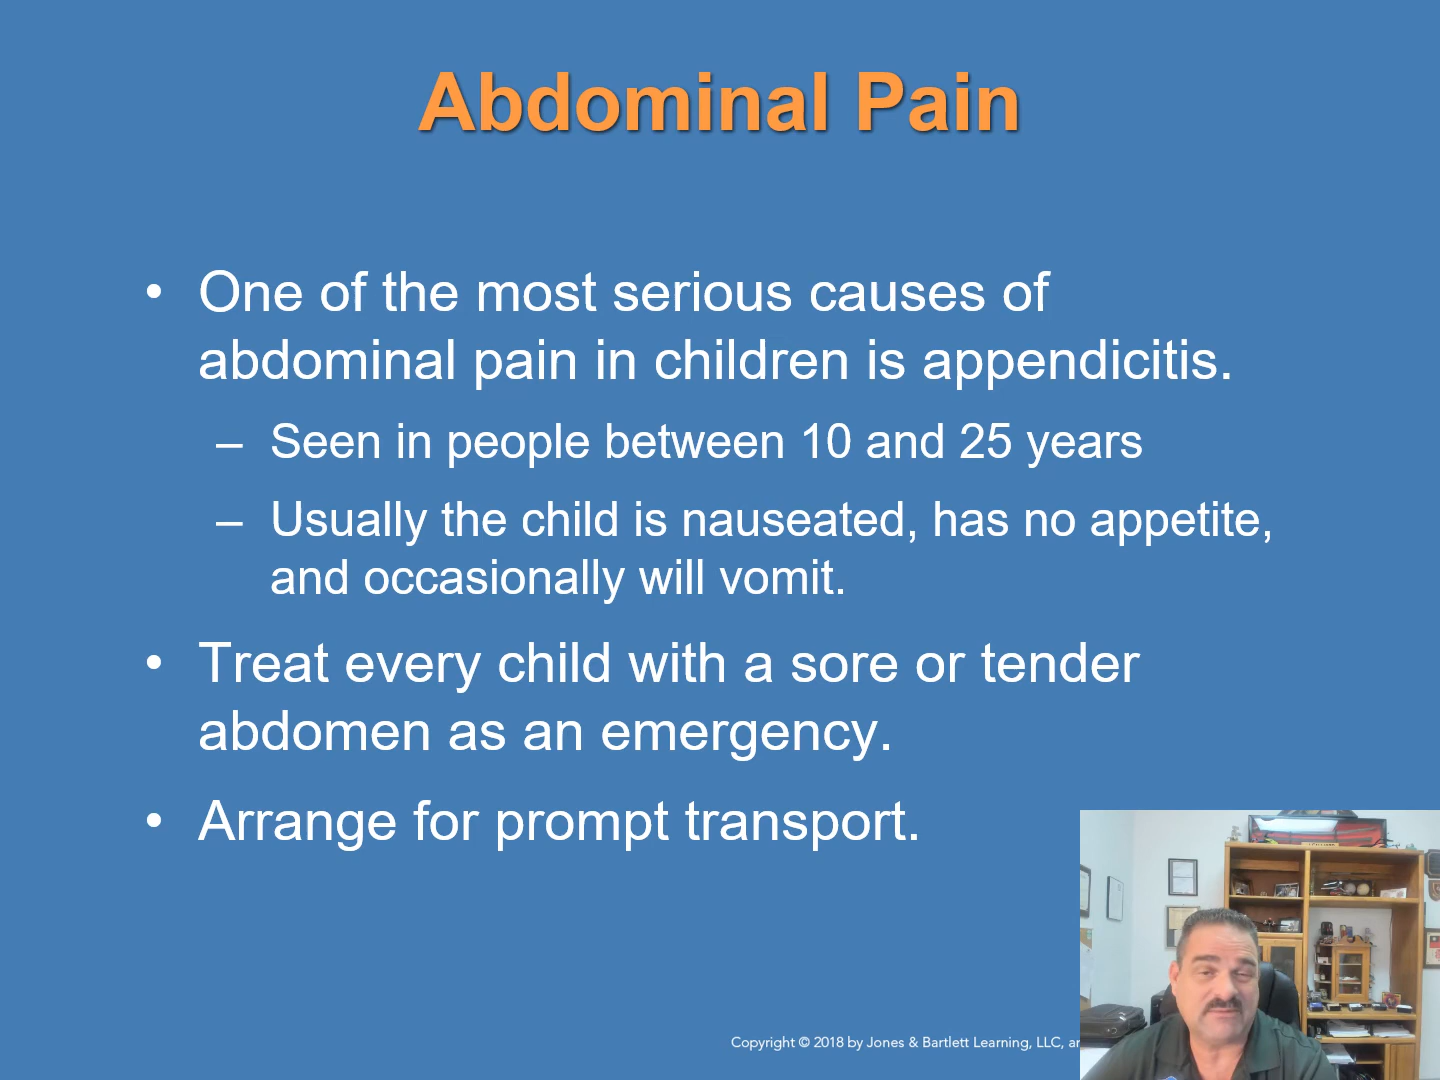 Abdominal Pain
• One of the most serious causes of
abdominal pain in children is appendicitis.
– Seen in people between 10 and 25 years
– Usually the child is nauseated, has no appetite,
and occasionally will vomit.
• Treat every child with a sore or tender
abdomen as an emergency.
• Arrange for prompt transport.
Copyright © 2018 by Jones & Bartlett Learning, LLC,